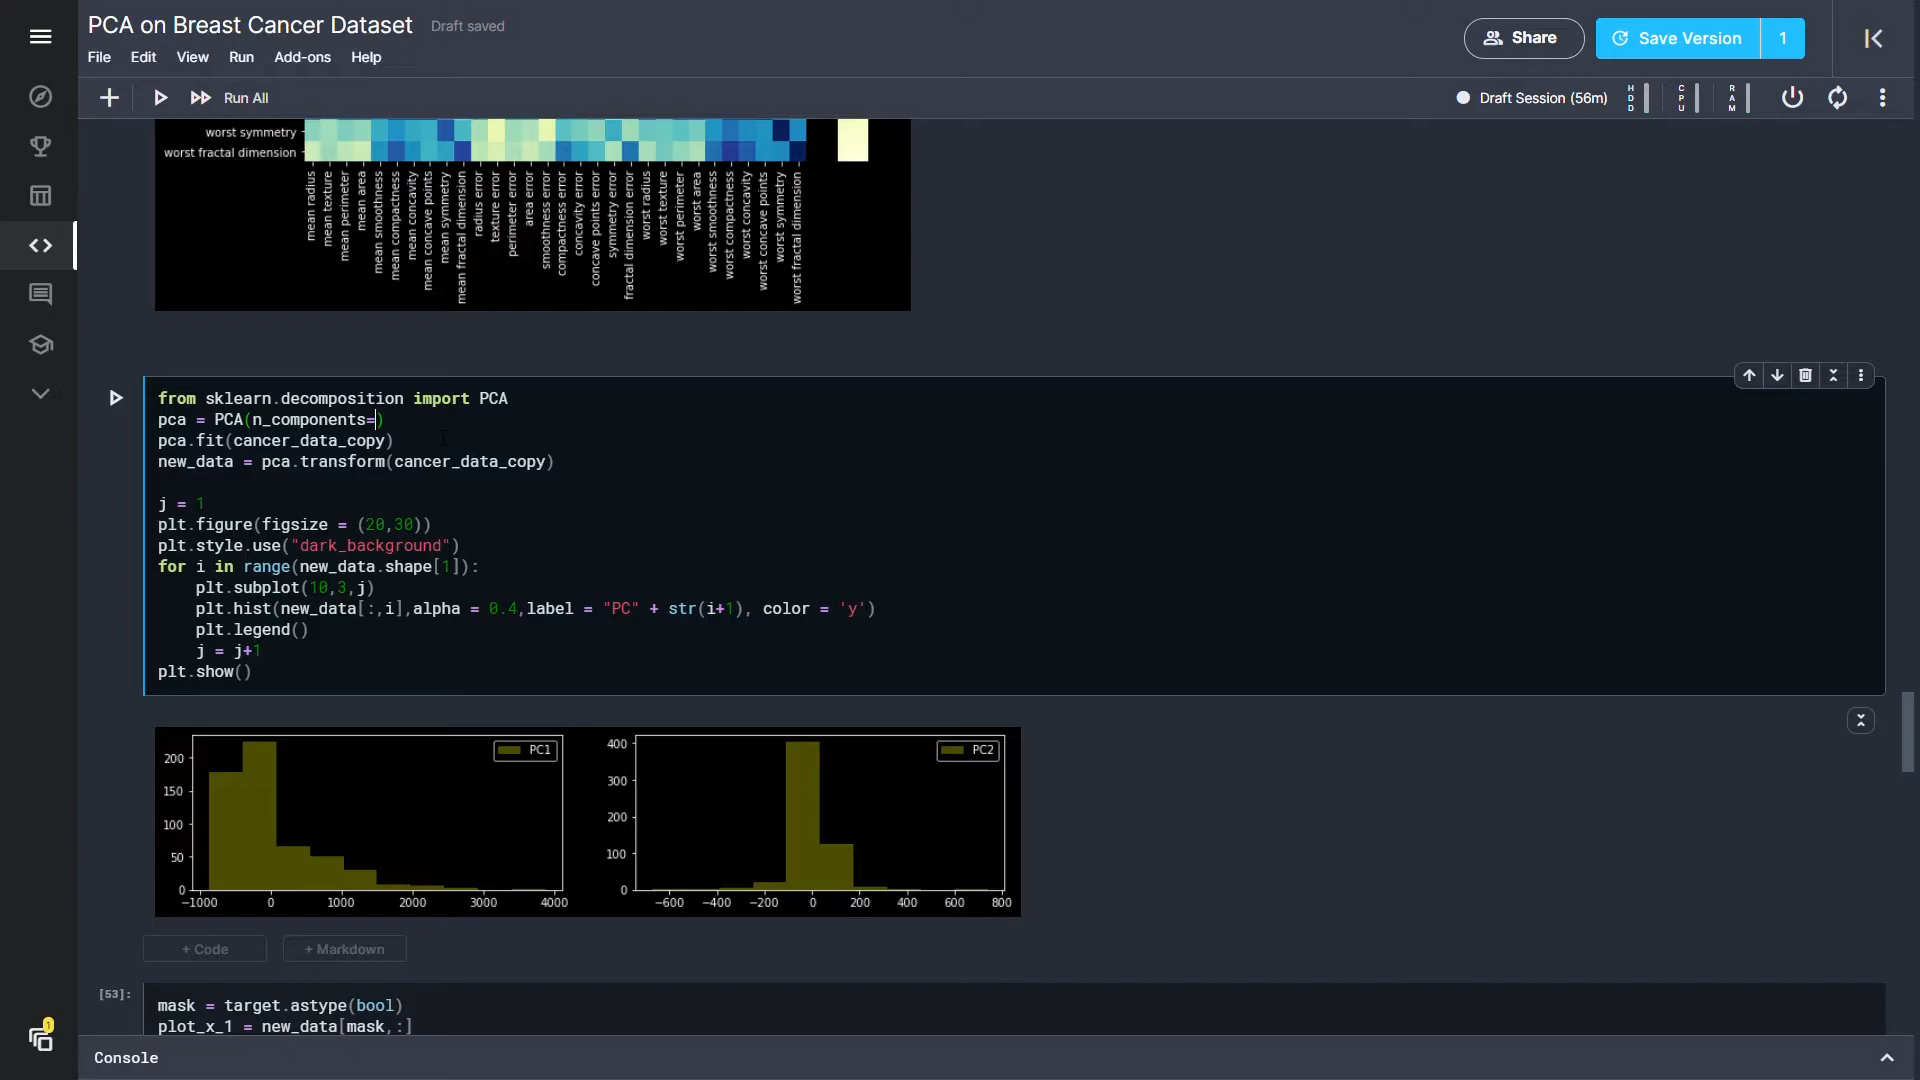 PCA on Breast Cancer Dataset Draft saved
File Edit View Run Add-ons Help
Share
Save Version 1
Run All
Draft Session (56m)
HDD
CPU
RAM
worst symmetry
worst fractal dimension
mean radius
mean texture
mean perimeter
mean area
mean smoothness
mean compactness
mean concavity
mean concave points
mean symmetry
mean fractal dimension
radius error
texture error
perimeter error
area error
smoothness error
compactness error
concavity error
concave points error
symmetry error
fractal dimension error
worst radius
worst texture
worst perimeter
worst area
worst smoothness
worst compactness
worst concavity
worst concave points
worst symmetry
worst fractal dimension
from sklearn.decomposition import PCA
pca = PCA(n_components=)
pca.fit(cancer_data_copy)
new_data = pca.transform(cancer_data_copy)
j = 1
plt.figure(figsize = (20,30))
plt.style.use("dark_background")
for i in range(new_data.shape[1]):
    plt.subplot(10,3,j)
    plt.hist(new_data[:,i],alpha = 0.4,label = "PC" + str(i+1), color = 'y')
    plt.legend()
    j = j+1
plt.show()
PC1
200
150
100
50
0
−1000 0 1000 2000 3000 4000
PC2
400
300
200
100
0
−600 −400 −200 0 200 400 600 800
+ Code + Markdown
[53]:
mask = target.astype(bool)
plot_x_1 = new_data[mask,:]
1
Console